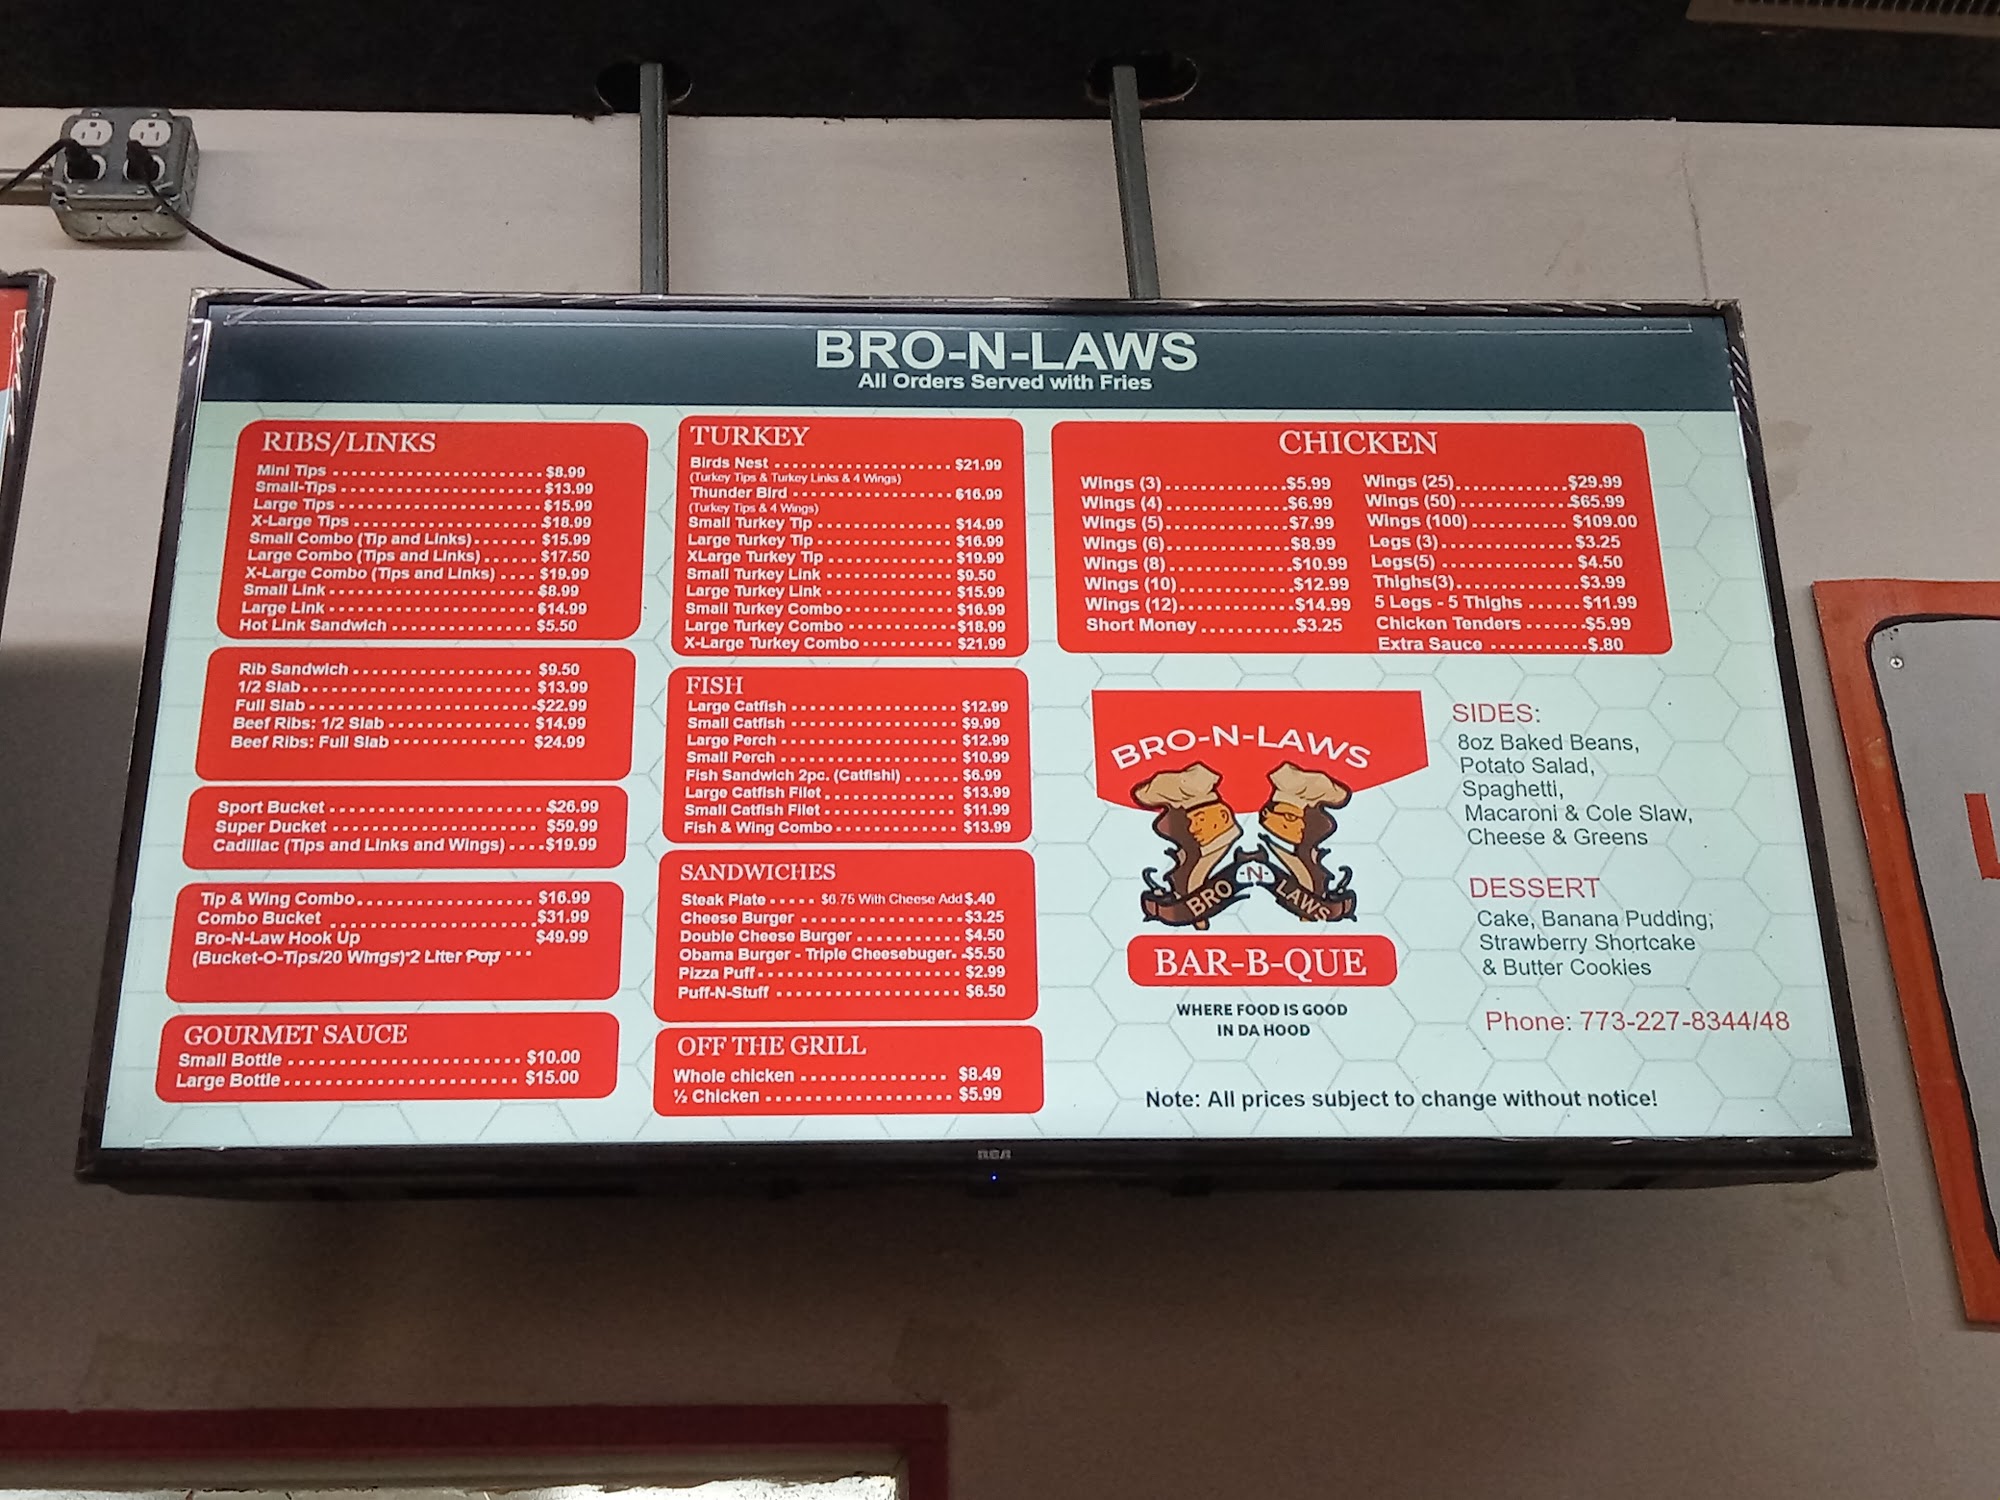 BRO-N-LAWS
All Orders Served with Fries
RIBS/LINKS
Mini Tips $8.99
Small-Tips $13.99
Large Tips $15.99
X-Large Tips $18.99
Small Combo (Tip and Links) $15.99
Large Combo (Tips and Links) $17.50
X-Large Combo (Tips and Links) $19.99
Small Link $8.99
Large Link $14.99
Hot Link Sandwich $5.50
Rib Sandwich $9.50
1/2 Slab $13.99
Full Slab $22.99
Beef Ribs: 1/2 Slab $14.99
Beef Ribs: Full Slab $24.99
Sport Bucket $26.99
Super Ducket $59.99
Cadillac (Tips and Links and Wings) $19.99
Tip & Wing Combo $16.99
Combo Bucket $31.99
Bro-N-Law Hook Up $49.99
(Bucket-O-Tips/20 Wings)*2 Liter Pop
GOURMET SAUCE
Small Bottle $10.00
Large Bottle $15.00
TURKEY
Birds Nest $21.99
(Turkey Tips & Turkey Links & 4 Wings)
Thunder Bird $16.99
(Turkey Tips & 4 Wings)
Small Turkey Tip $14.99
Large Turkey Tip $16.99
XLarge Turkey Tip $19.99
Small Turkey Link $9.50
Large Turkey Link $15.99
Small Turkey Combo $16.99
Large Turkey Combo $18.99
X-Large Turkey Combo $21.99
FISH
Large Catfish $12.99
Small Catfish $9.99
Large Perch $12.99
Small Perch $10.99
Fish Sandwich 2pc. (Catfishi) $6.99
Large Catfish Filet $13.99
Small Catfish Filet $11.99
Fish & Wing Combo $13.99
SANDWICHES
Steak Plate $6.75 With Cheese Add $.40
Cheese Burger $3.25
Double Cheese Burger $4.50
Obama Burger - Triple Cheesebuger $5.50
Pizza Puff $2.99
Puff-N-Stuff $6.50
OFF THE GRILL
Whole chicken $8.49
½ Chicken $5.99
CHICKEN
Wings (3) $5.99
Wings (4) $6.99
Wings (5) $7.99
Wings (6) $8.99
Wings (8) $10.99
Wings (10) $12.99
Wings (12) $14.99
Short Money $3.25
Wings (25) $29.99
Wings (50) $65.99
Wings (100) $109.00
Legs (3) $3.25
Legs(5) $4.50
Thighs(3) $3.99
5 Legs - 5 Thighs $11.99
Chicken Tenders $5.99
Extra Sauce $.80
BRO-N-LAWS
BRO -N- LAWS
BAR-B-QUE
WHERE FOOD IS GOOD
IN DA HOOD
SIDES:
8oz Baked Beans,
Potato Salad,
Spaghetti,
Macaroni & Cole Slaw,
Cheese & Greens
DESSERT
Cake, Banana Pudding;
Strawberry Shortcake
& Butter Cookies
Phone: 773-227-8344/48
Note: All prices subject to change without notice!
RCA